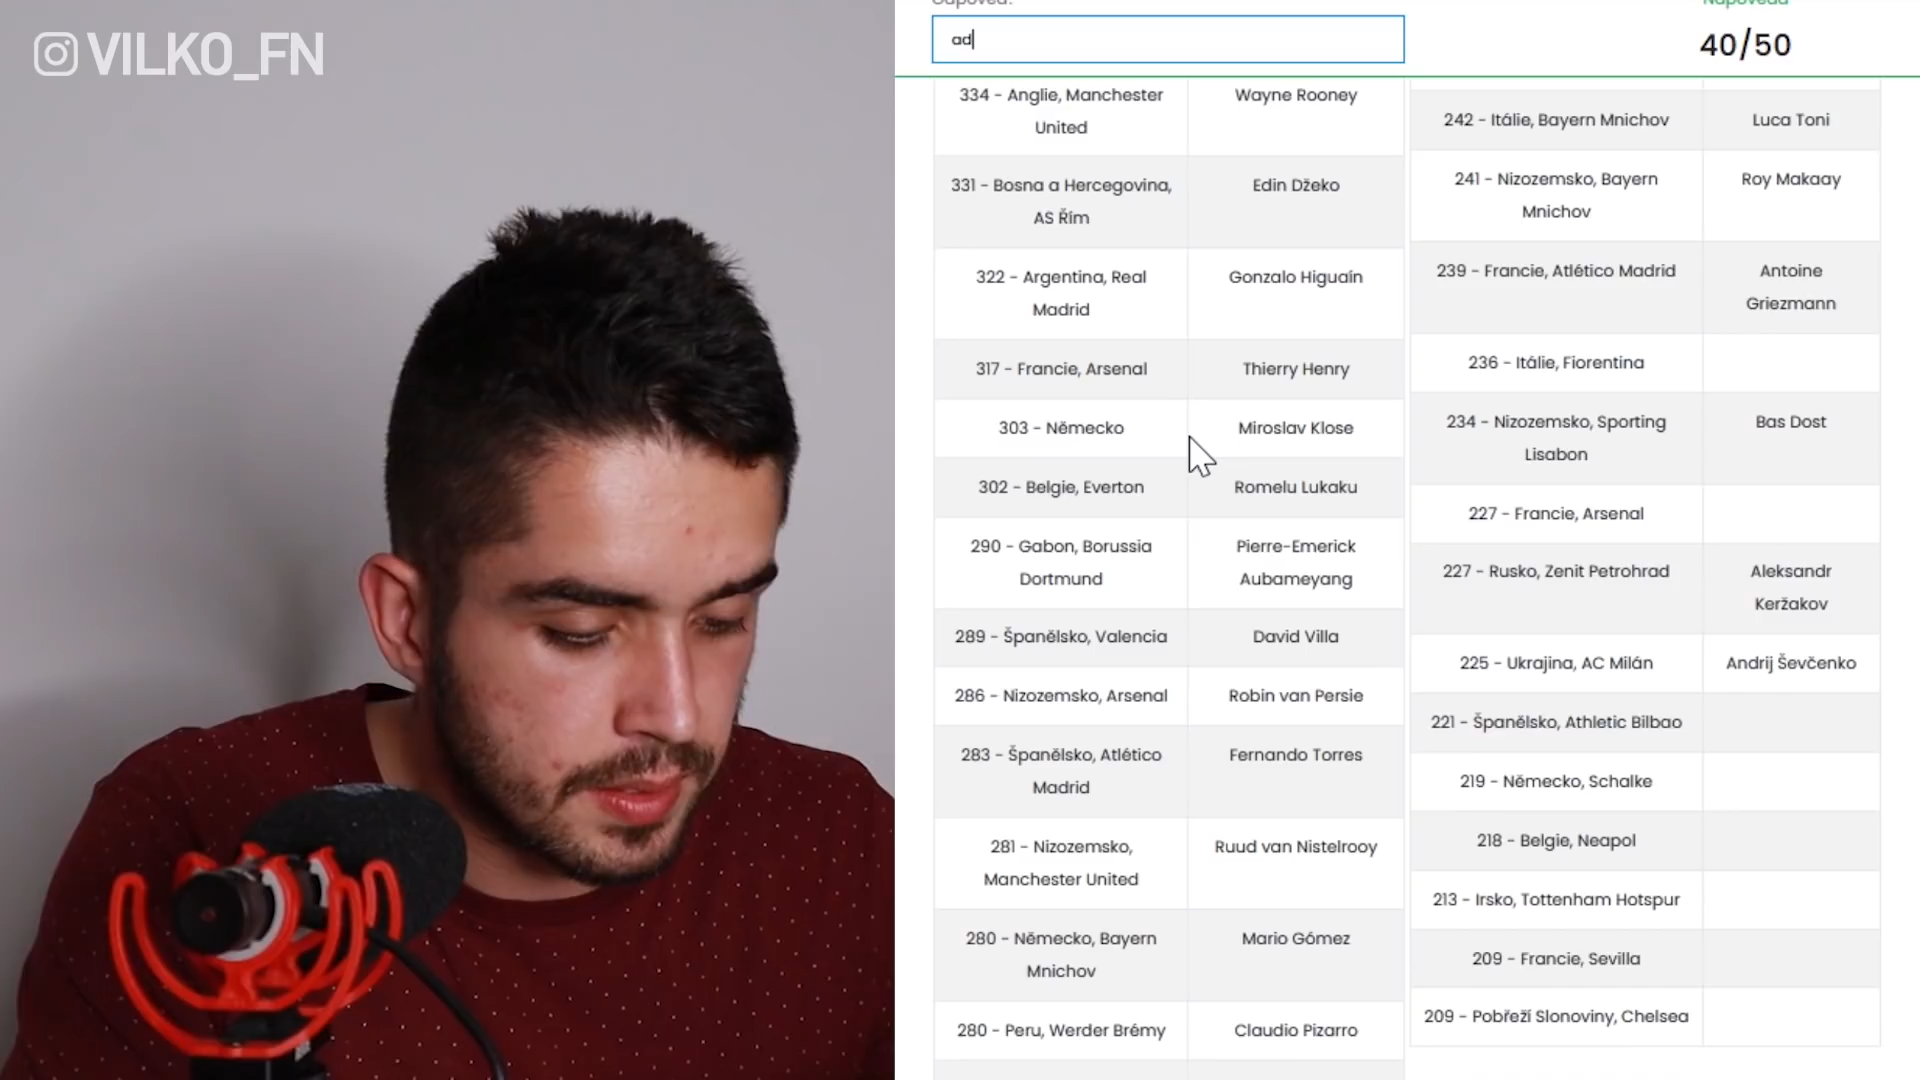 VILKO_FN
Odpověď:
ad
Nápověda
40/50
334 - Anglie, Manchester
United
Wayne Rooney
331 - Bosna a Hercegovina,
AS Řím
Edin Džeko
322 - Argentina, Real
Madrid
Gonzalo Higuaín
317 - Francie, Arsenal
Thierry Henry
303 - Německo
Miroslav Klose
302 - Belgie, Everton
Romelu Lukaku
290 - Gabon, Borussia
Dortmund
Pierre-Emerick
Aubameyang
289 - Španělsko, Valencia
David Villa
286 - Nizozemsko, Arsenal
Robin van Persie
283 - Španělsko, Atlético
Madrid
Fernando Torres
281 - Nizozemsko,
Manchester United
Ruud van Nistelrooy
280 - Německo, Bayern
Mnichov
Mario Gómez
280 - Peru, Werder Brémy
Claudio Pizarro
242 - Itálie, Bayern Mnichov
Luca Toni
241 - Nizozemsko, Bayern
Mnichov
Roy Makaay
239 - Francie, Atlético Madrid
Antoine
Griezmann
236 - Itálie, Fiorentina
234 - Nizozemsko, Sporting
Lisabon
Bas Dost
227 - Francie, Arsenal
227 - Rusko, Zenit Petrohrad
Aleksandr
Keržakov
225 - Ukrajina, AC Milán
Andrij Ševčenko
221 - Španělsko, Athletic Bilbao
219 - Německo, Schalke
218 - Belgie, Neapol
213 - Irsko, Tottenham Hotspur
209 - Francie, Sevilla
209 - Pobřeží Slonoviny, Chelsea